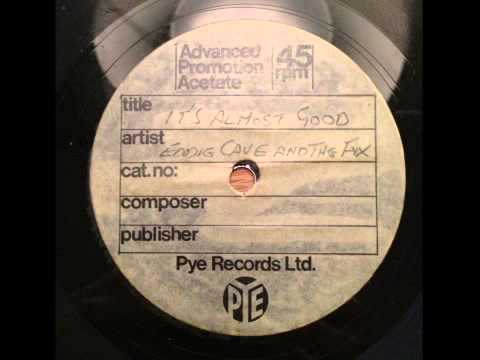 Advanced Promotion Acetate
45 rpm
title IT'S ALMOST GOOD
artist EDDIE CAVE AND THE FYX
cat.no:
composer
publisher
Pye Records Ltd.
PYE